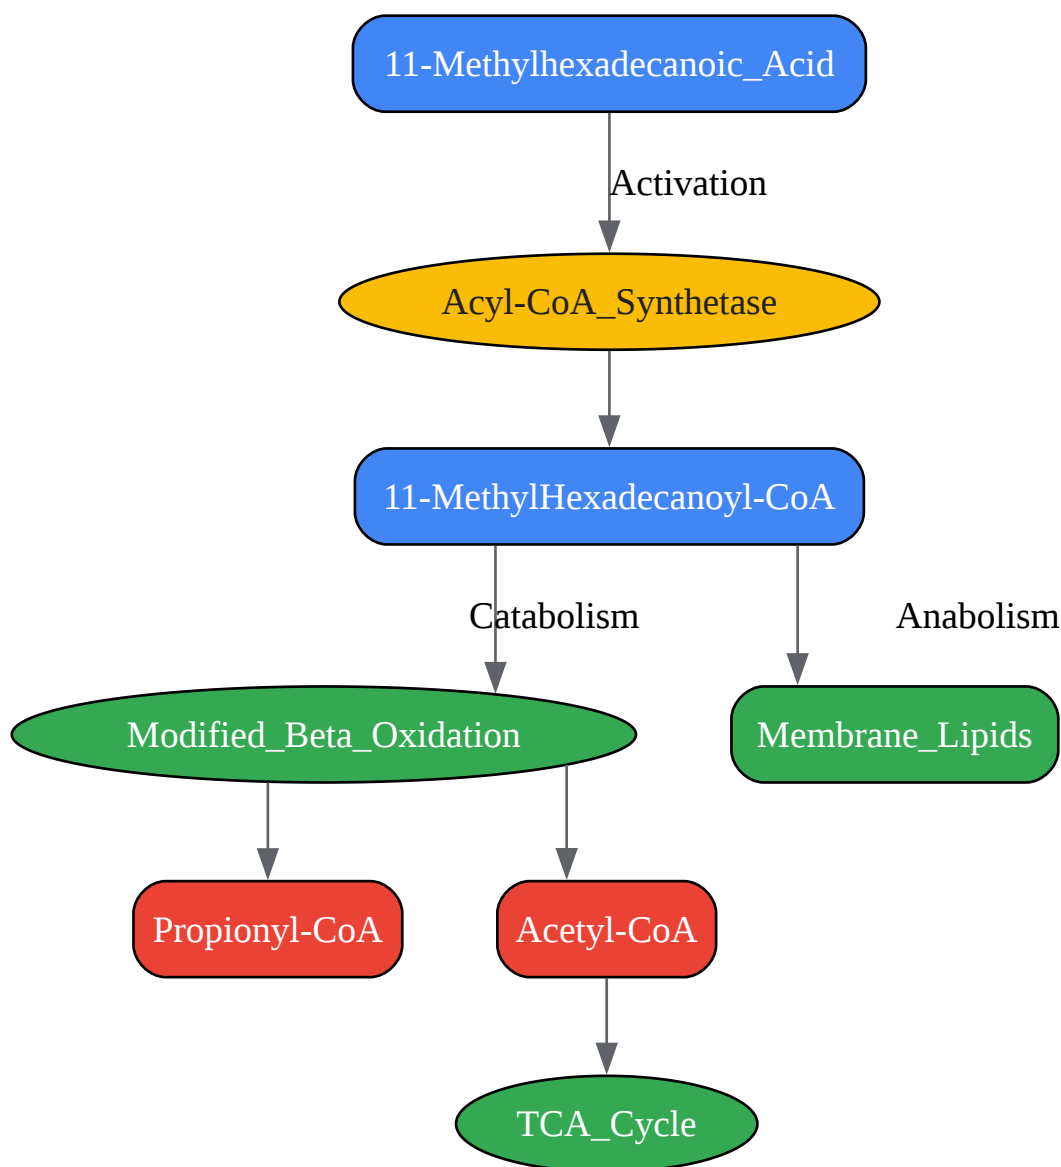 11-Methylhexadecanoic_Acid
Activation
Acyl-CoA_Synthetase
11-MethylHexadecanoyl-CoA
Catabolism
Anabolism
Modified_Beta_Oxidation
Membrane_Lipids
Propionyl-CoA
Acetyl-CoA
TCA_Cycle